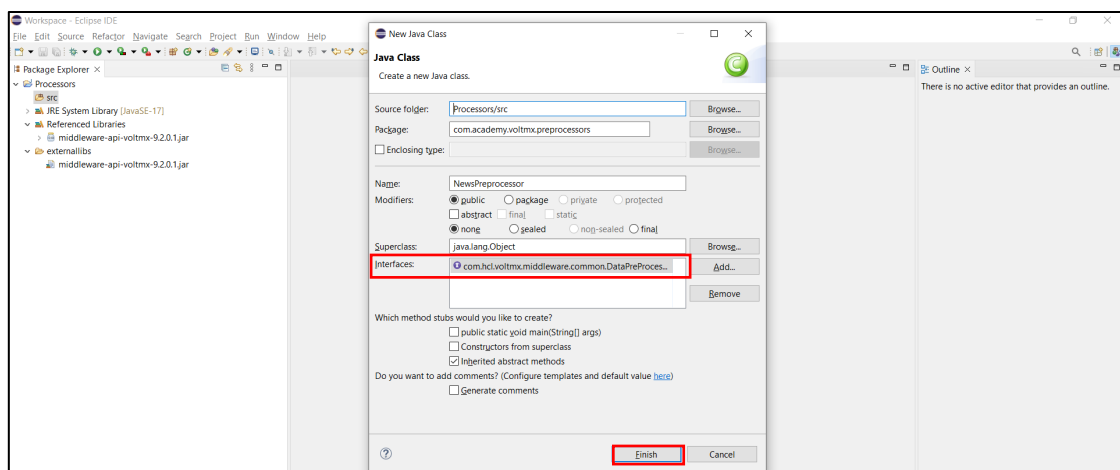 Workspace - Eclipse IDE
File Edit Source Refactor Navigate Search Project Run Window Help
Package Explorer
Processors
src
JRE System Library [JavaSE-17]
Referenced Libraries
middleware-api-voltmx-9.2.0.1.jar
externallibs
middleware-api-voltmx-9.2.0.1.jar
New Java Class
Java Class
Create a new Java class.
Source folder: Processors/src Browse...
Package: com.academy.voltmx.preprocessors Browse...
Enclosing type: Browse...
Name: NewsPreprocessor
Modifiers: public package private protected
abstract final static
none sealed non-sealed final
Superclass: java.lang.Object Browse...
Interfaces: com.hcl.voltmx.middleware.common.DataPreProces... Add...
Remove
Which method stubs would you like to create?
public static void main(String[] args)
Constructors from superclass
Inherited abstract methods
Do you want to add comments? (Configure templates and default value here)
Generate comments
? Finish Cancel
Outline
There is no active editor that provides an outline.